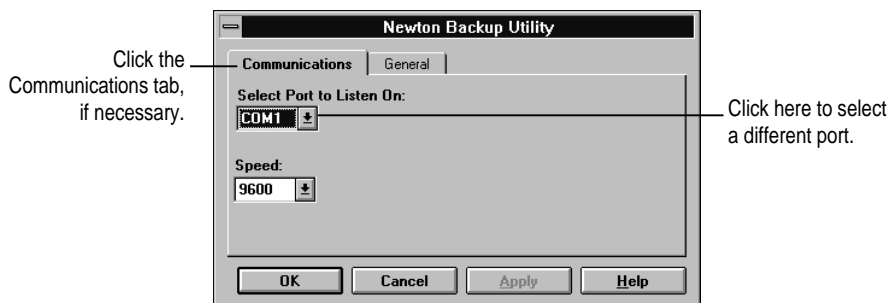 Newton Backup Utility
Click the
Communications tab,
if necessary.
Communications General
Select Port to Listen On:
COM1
Click here to select
a different port.
Speed:
9600
OK Cancel Apply Help